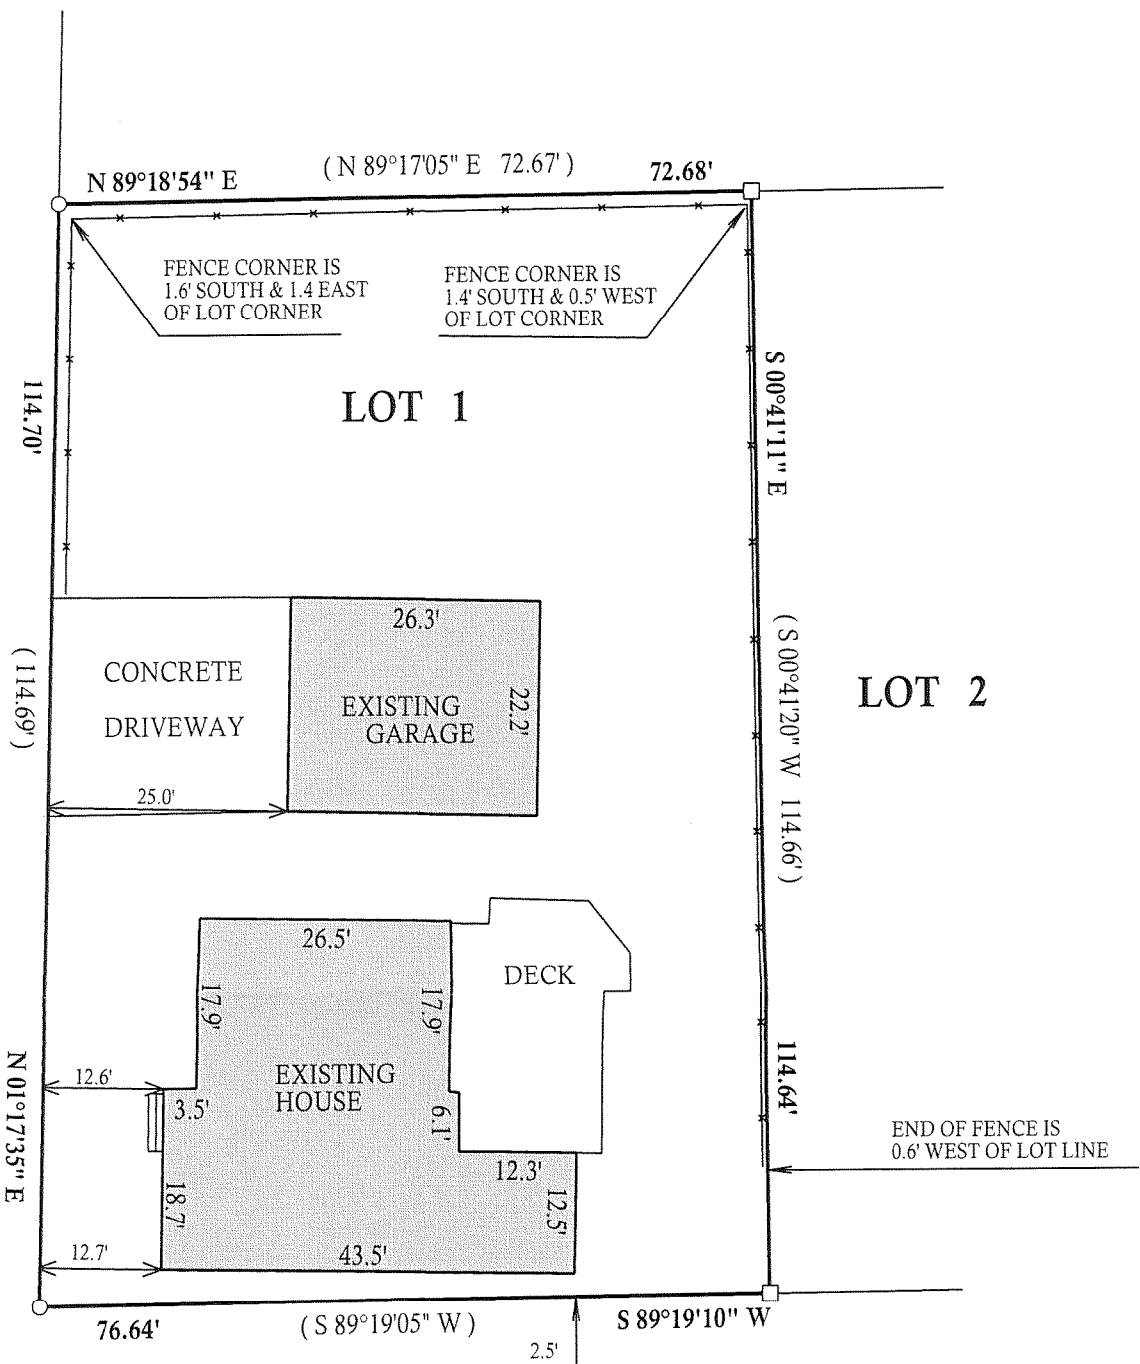 N 89°18'54" E
( N 89°17'05" E 72.67' )
72.68'
FENCE CORNER IS
1.6' SOUTH & 1.4 EAST
OF LOT CORNER
FENCE CORNER IS
1.4' SOUTH & 0.5' WEST
OF LOT CORNER
LOT 1
114.70'
S 00°41'11" E
26.3'
CONCRETE
DRIVEWAY
EXISTING
GARAGE
22.2'
( 114.69' )
( S 00°41'20" W 114.66' )
LOT 2
25.0'
26.5'
DECK
17.9'
17.9'
EXISTING
HOUSE
12.6'
3.5'
6.1'
114.64'
N 01°17'35" E
END OF FENCE IS
0.6' WEST OF LOT LINE
12.3'
18.7'
12.5'
12.7'
43.5'
76.64'
( S 89°19'05" W )
S 89°19'10" W
2.5'